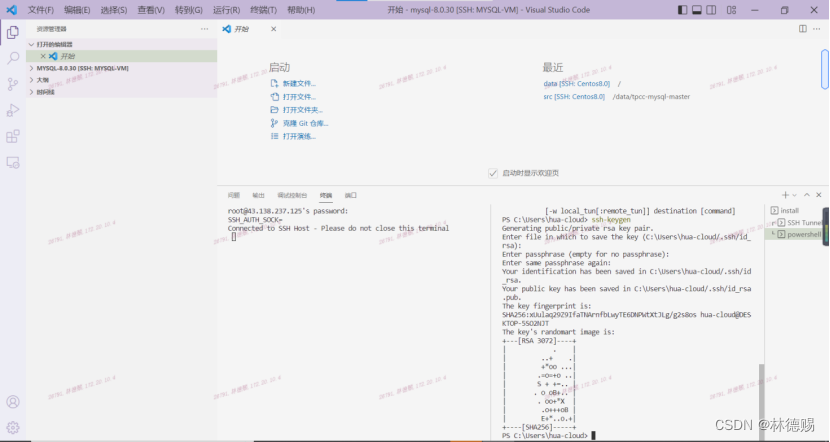 文件(F) 编辑(E) 选择(S) 查看(V) 转到(G) 运行(R) 终端(T) 帮助(H) 开始 - mysql-8.0.30 [SSH: MYSQL-VM] - Visual Studio Code
资源管理器
打开的编辑器
开始
MYSQL-8.0.30 [SSH: MYSQL-VM]
大纲
时间线
开始
启动
新建文件...
打开文件...
打开文件夹...
克隆 Git 仓库...
打开演练...
最近
data [SSH: Centos8.0] /
src [SSH: Centos8.0] /data/tpcc-mysql-master
启动时显示欢迎页
问题 输出 调试控制台 终端 端口
root@43.138.237.125's password:
SSH_AUTH_SOCK=
Connected to SSH Host - Please do not close this terminal
[-w local_tun[:remote_tun]] destination [command]
PS C:\Users\hua-cloud> ssh-keygen
Generating public/private rsa key pair.
Enter file in which to save the key (C:\Users\hua-cloud/.ssh/id_
rsa):
Enter passphrase (empty for no passphrase):
Enter same passphrase again:
Your identification has been saved in C:\Users\hua-cloud/.ssh/id
_rsa.
Your public key has been saved in C:\Users\hua-cloud/.ssh/id_rsa
.pub.
The key fingerprint is:
hua-cloud@DES
KTOP-5SO2NJT
The key's randomart image is:
+---[RSA 3072]----+
| . |
| ..+ .|
| +*oo ...|
| .=o=+o ..|
| S + +=.. |
| . o oB+.. |
| . oo+*X |
| .o+++oB |
| E+*..o.+|
+----[SHA256]-----+
PS C:\Users\hua-cloud>
install
SSH Tunnel
powershell
CSDN @林德赐